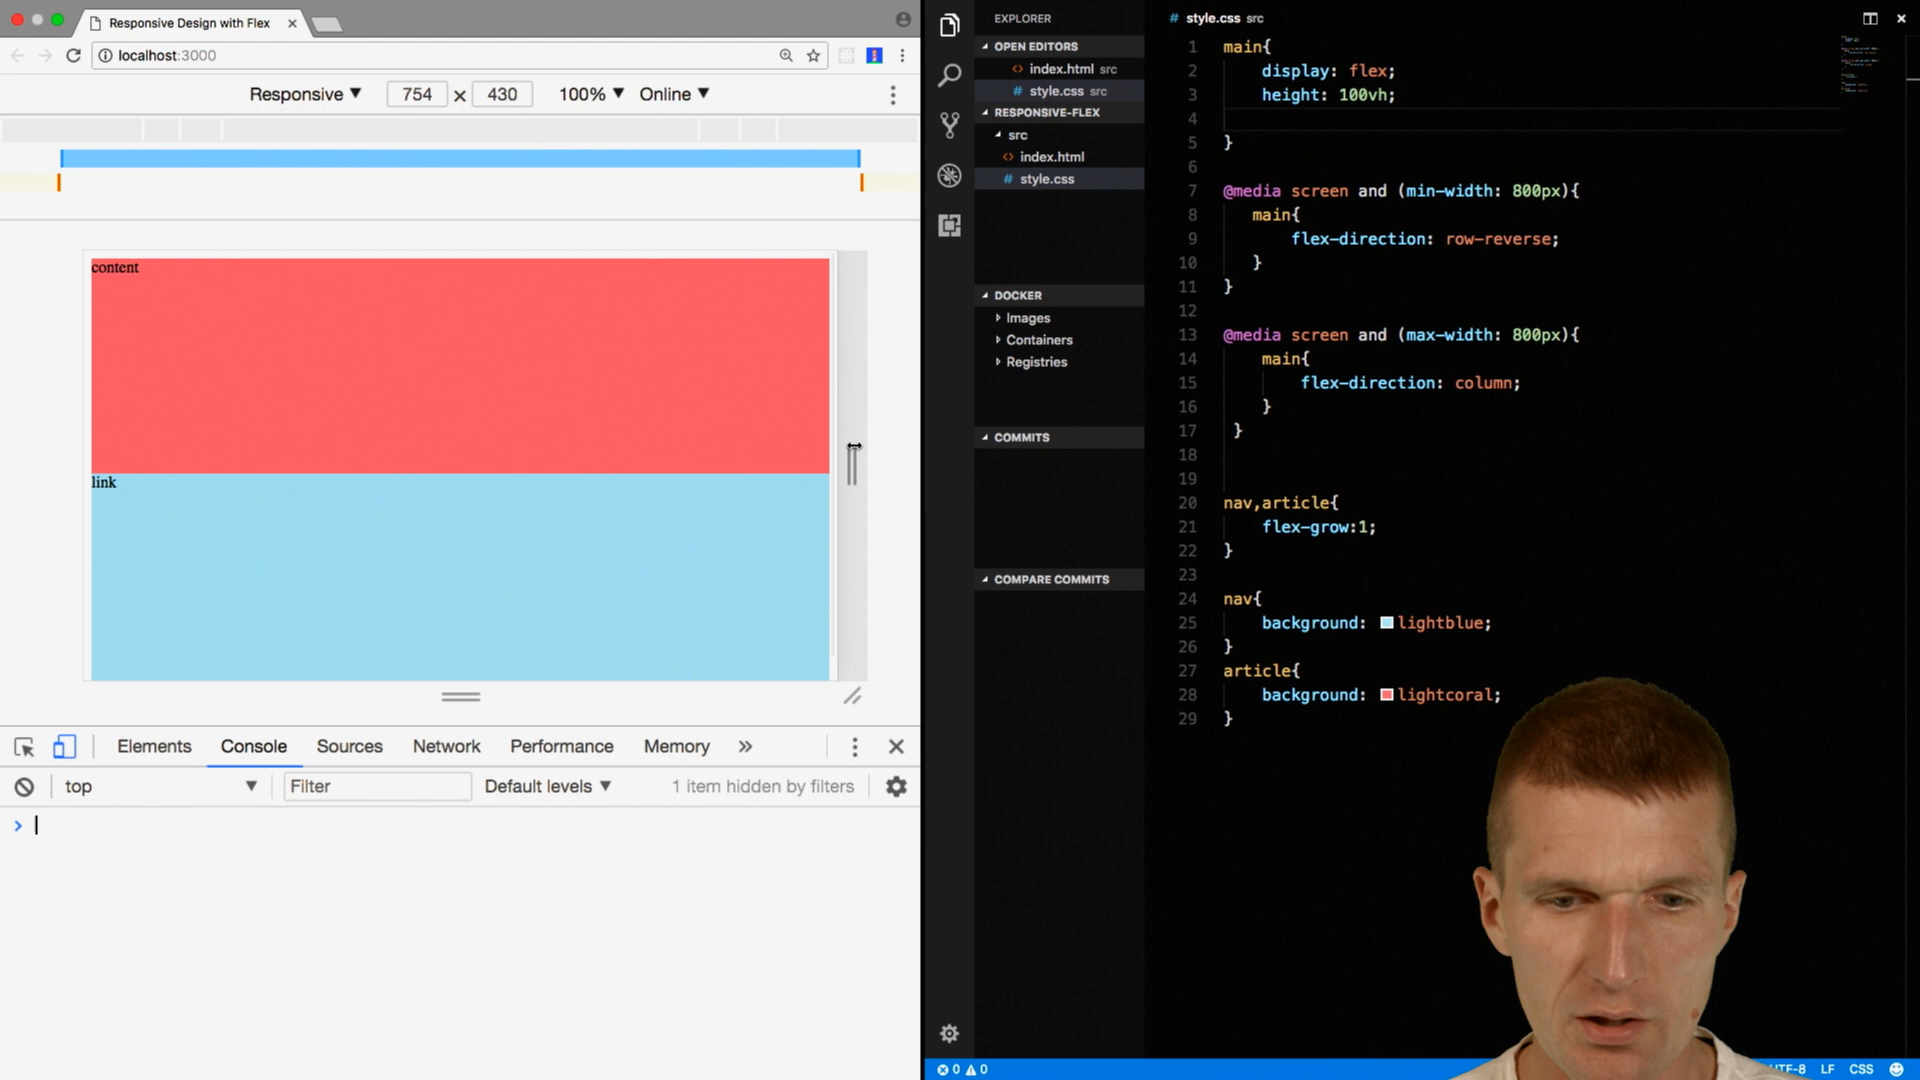 Responsive Design with Flex
localhost:3000
Responsive ▼ 754 × 430 100% ▼ Online ▼
content
link
Elements Console Sources Network Performance Memory »
top ▼ Filter Default levels ▼ 1 item hidden by filters
>
EXPLORER
OPEN EDITORS
<> index.html src
# style.css src
RESPONSIVE-FLEX
src
<> index.html
# style.css
DOCKER
Images
Containers
Registries
COMMITS
COMPARE COMMITS
# style.css src
1 main{
2 display: flex;
3 height: 100vh;
4
5 }
6
7 @media screen and (min-width: 800px){
8 main{
9 flex-direction: row-reverse;
10 }
11 }
12
13 @media screen and (max-width: 800px){
14 main{
15 flex-direction: column;
16 }
17 }
18
19
20 nav,article{
21 flex-grow:1;
22 }
23
24 nav{
25 background: lightblue;
26 }
27 article{
28 background: lightcoral;
29 }
0 0
UTF-8 LF CSS